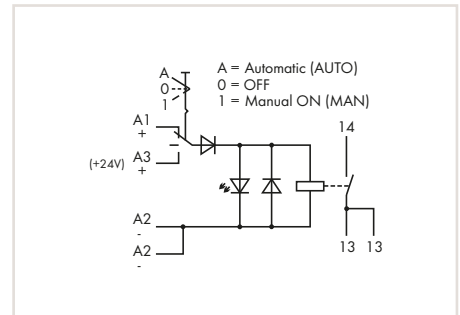 A
0
1
A = Automatic (AUTO)
0 = OFF
1 = Manual ON (MAN)
A1
+
(+24V) A3
+
A2
-
A2
-
14
13 13